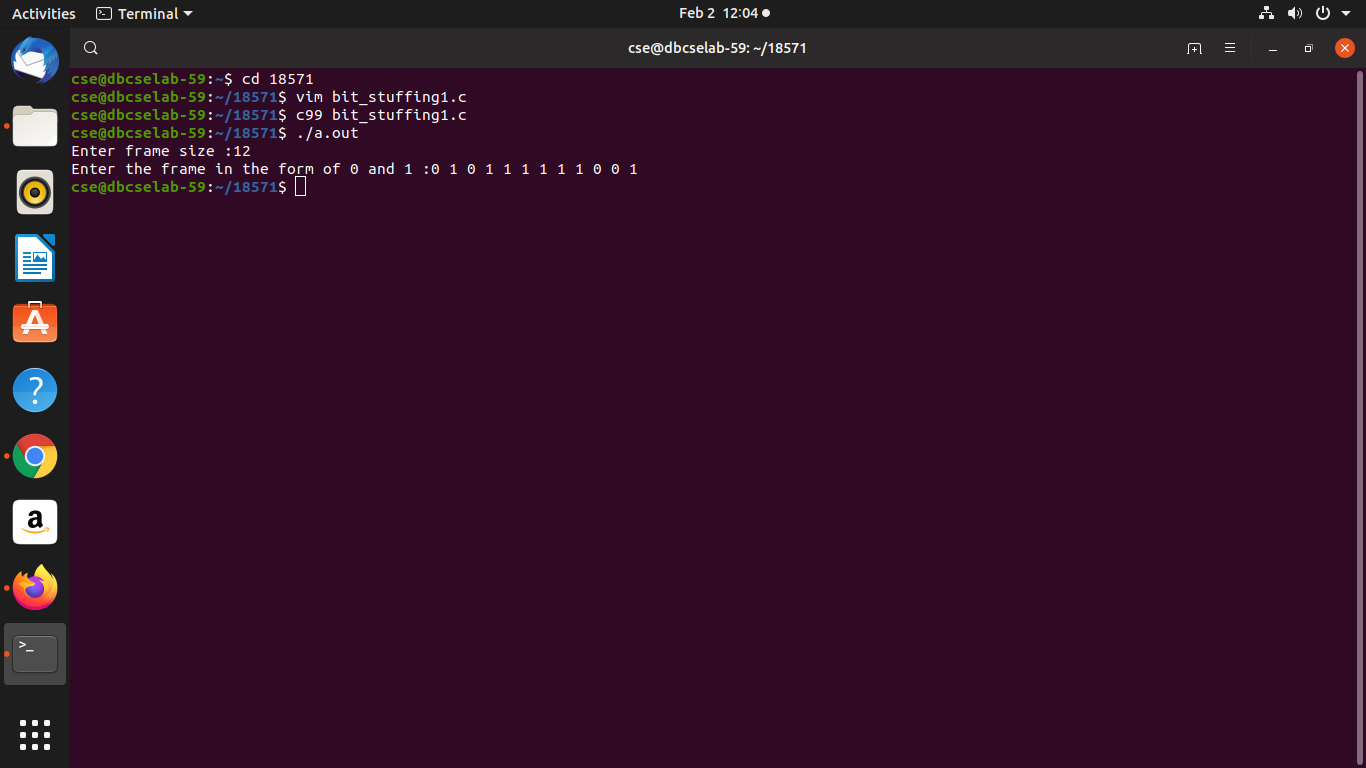 Activities Terminal Feb 2 12:04
cse@dbcselab-59: ~/18571
cse@dbcselab-59:~$ cd 18571
cse@dbcselab-59:~/18571$ vim bit_stuffing1.c
cse@dbcselab-59:~/18571$ c99 bit_stuffing1.c
cse@dbcselab-59:~/18571$ ./a.out
Enter frame size :12
Enter the frame in the form of 0 and 1 :0 1 0 1 1 1 1 1 1 0 0 1
cse@dbcselab-59:~/18571$
?
a
>_